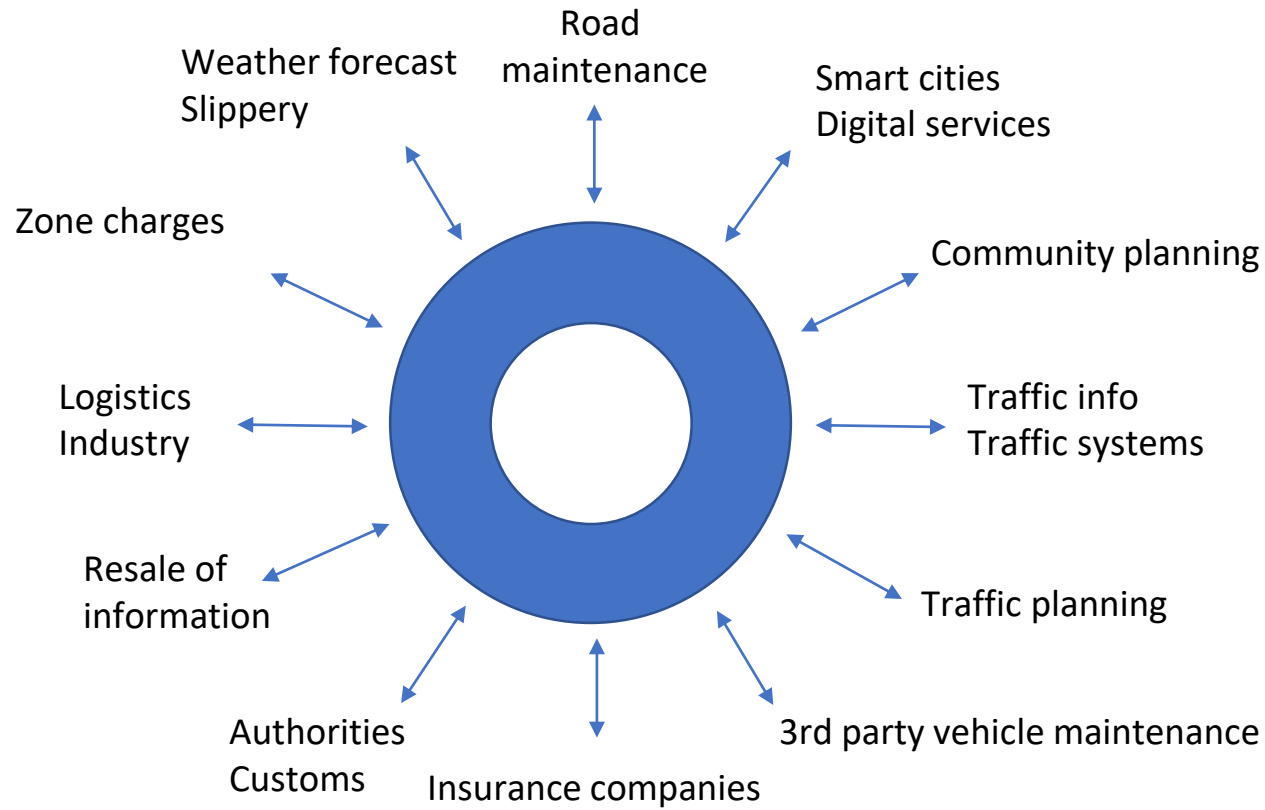 Road
maintenance
Weather forecast
Slippery
Smart cities
Digital services
Zone charges
Community planning
Logistics
Industry
Traffic info
Traffic systems
Resale of
information
Traffic planning
Authorities
Customs
3rd party vehicle maintenance
Insurance companies